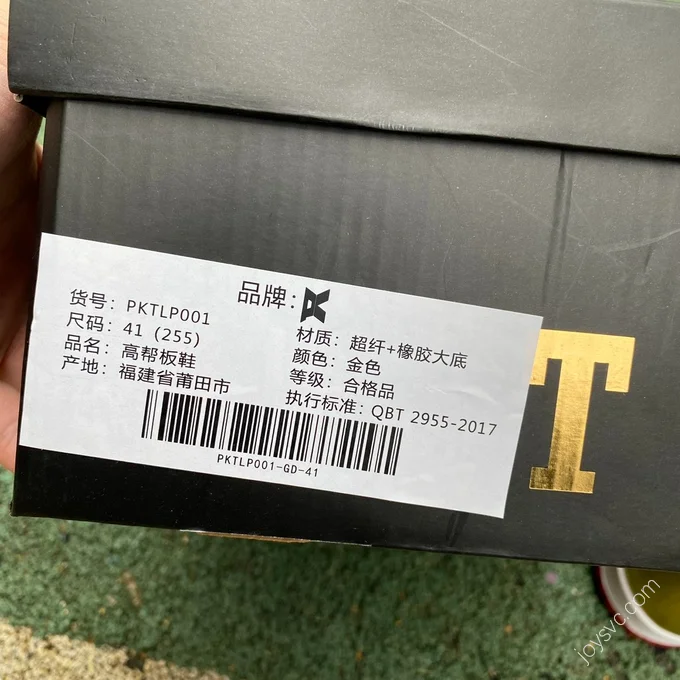 品牌:
货号: PKTLP001
尺码: 41 (255)
品名: 高帮板鞋
产地: 福建省莆田市
材质: 超纤+橡胶大底
颜色: 金色
等级: 合格品
执行标准: QBT 2955-2017
PKTLP001-GD-41
T
joysvc.com